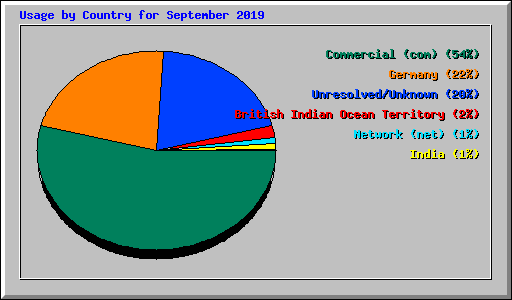 Usage by Country for September 2019
Commercial (com) (54%)
Germany (22%)
Unresolved/Unknown (20%)
British Indian Ocean Territory (2%)
Network (net) (1%)
India (1%)